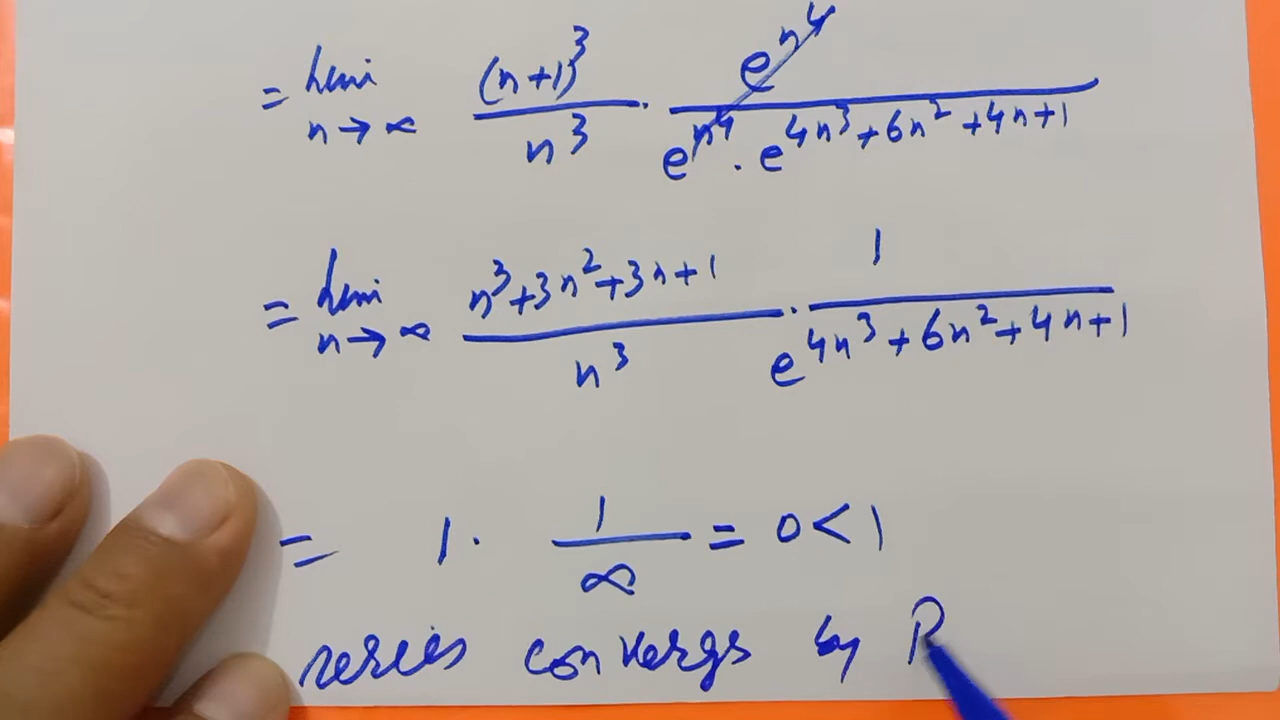 = lim n→∞ (n+1)³/n³ · e^n⁴/(e^n⁴ · e^(4n³+6n²+4n+1))
= lim n→∞ (n³+3n²+3n+1)/n³ · 1/e^(4n³+6n²+4n+1)
= 1 · 1/∞ = 0 < 1
series convergs by R